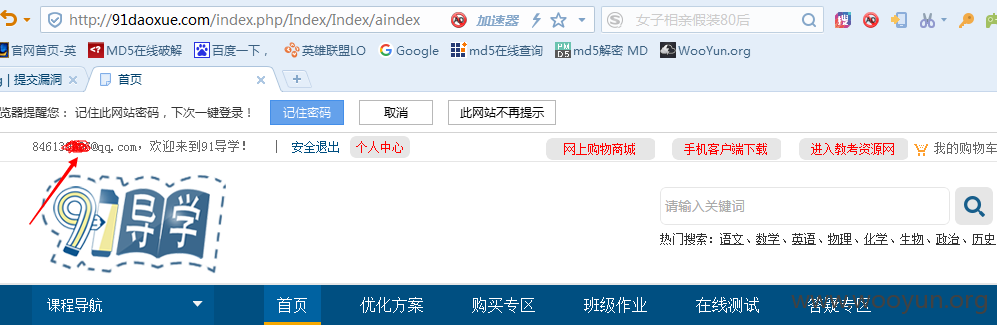 http://91daoxue.com/index.php/Index/Index/aindex 加速器 女子相亲假装80后
官网首页-英 MD5在线破解 百度一下， 英雄联盟LO Google md5在线查询 md5解密 MD WooYun.org
g | 提交漏洞 首页
览器提醒您： 记住此网站密码，下次一键登录！ 记住密码 取消 此网站不再提示
@qq.com，欢迎来到91导学！ | 安全退出 个人中心 网上购物商城 手机客户端下载 进入教考资源网 我的购物车
91导学
请输入关键词
热门搜索：语文、数学、英语、物理、化学、生物、政治、历史
课程导航 首页 优化方案 购买专区 班级作业 在线测试 答疑专区
www.wooyun.org